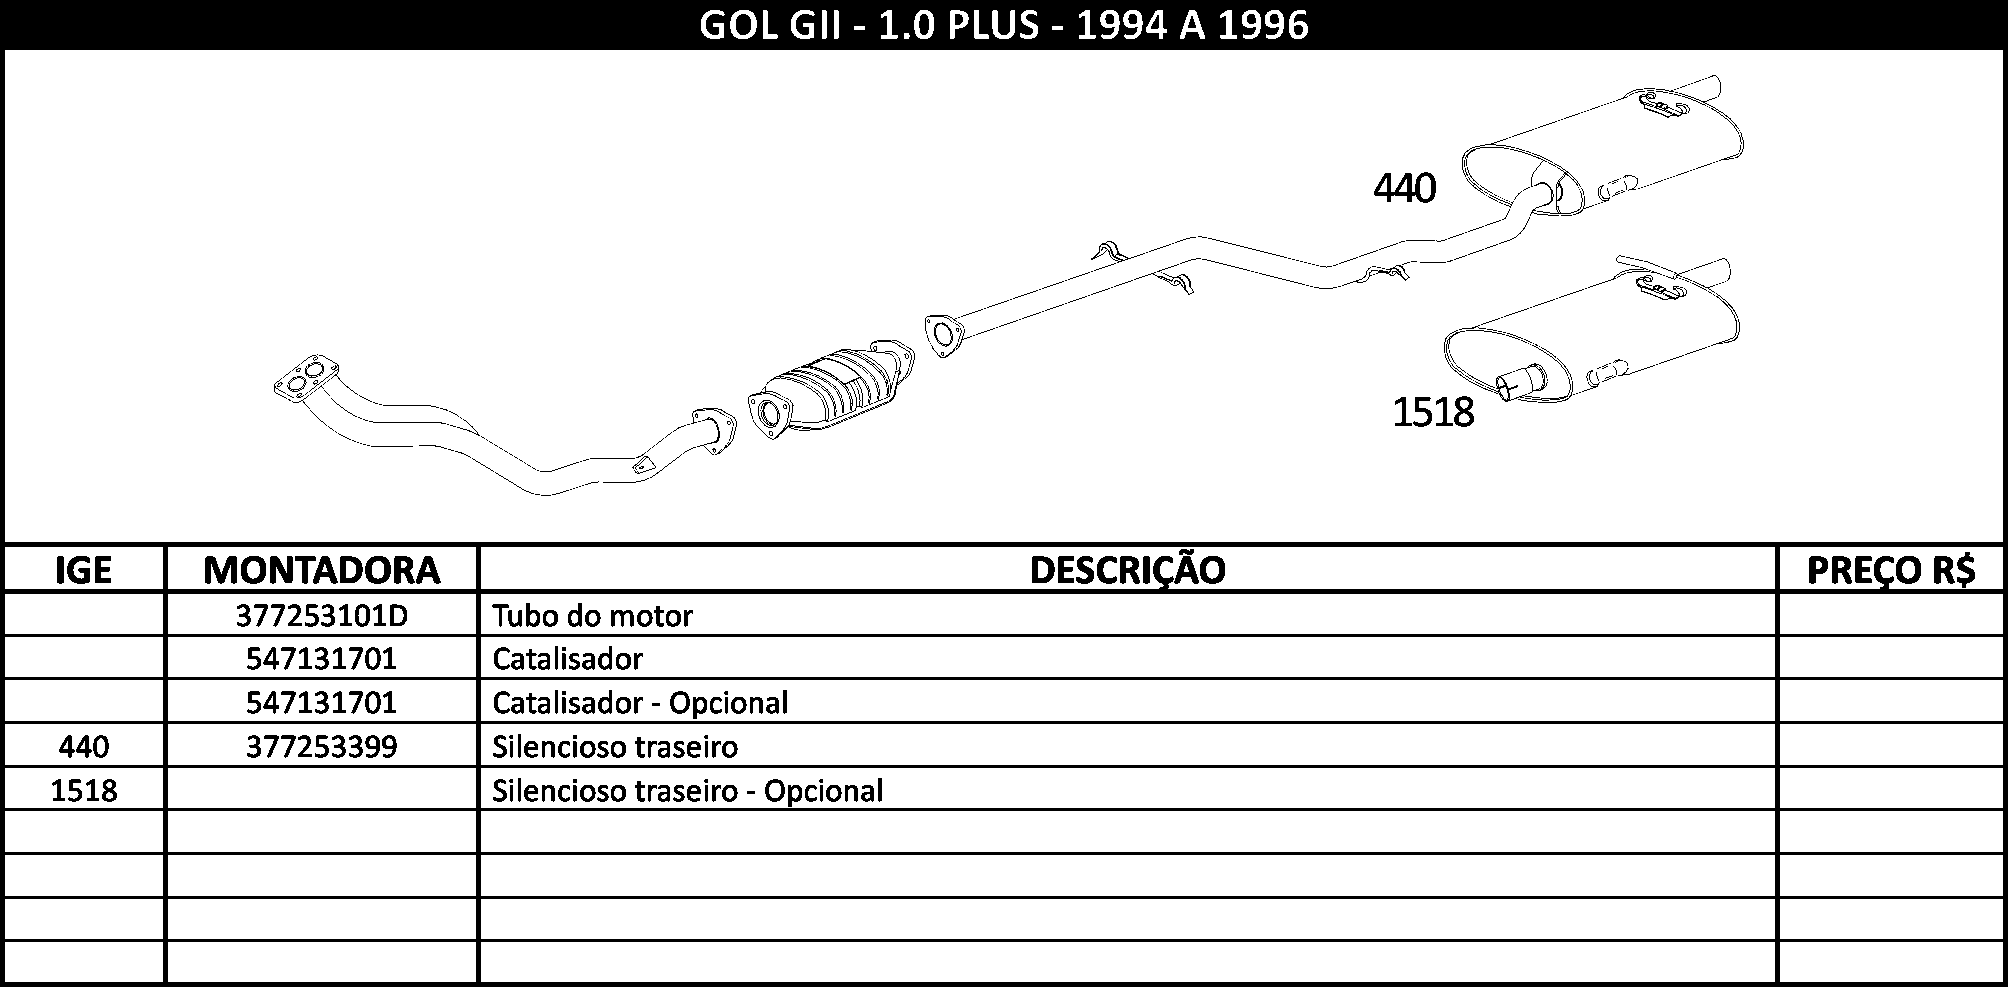 GOL GII - 1.0 PLUS - 1994 A 1996
440
1518
IGE MONTADORA DESCRIÇÃO PREÇO R$
377253101D Tubo do motor
547131701 Catalisador
547131701 Catalisador - Opcional
440 377253399 Silencioso traseiro
1518 Silencioso traseiro - Opcional